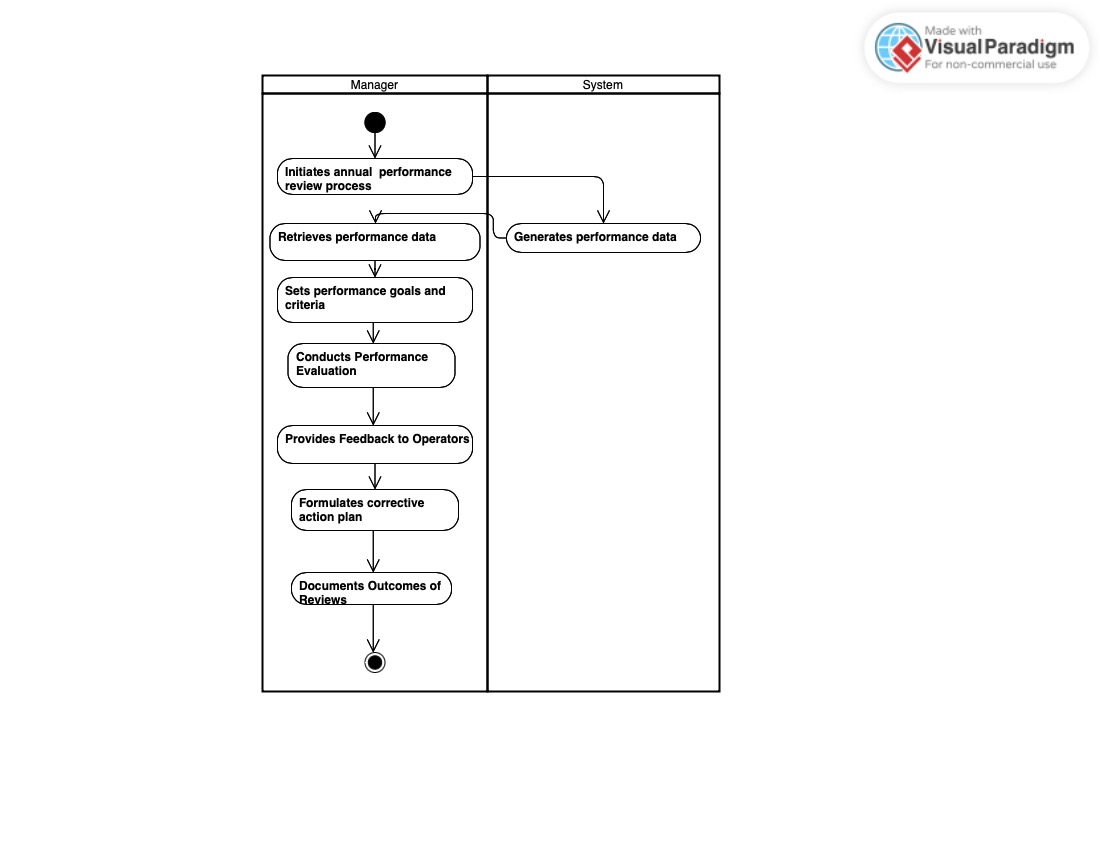 Made with
Visual Paradigm
For non-commercial use
Manager
System
Initiates annual  performance
review process
Retrieves performance data
Generates performance data
Sets performance goals and
criteria
Conducts Performance
Evaluation
Provides Feedback to Operators
Formulates corrective
action plan
Documents Outcomes of
Reviews